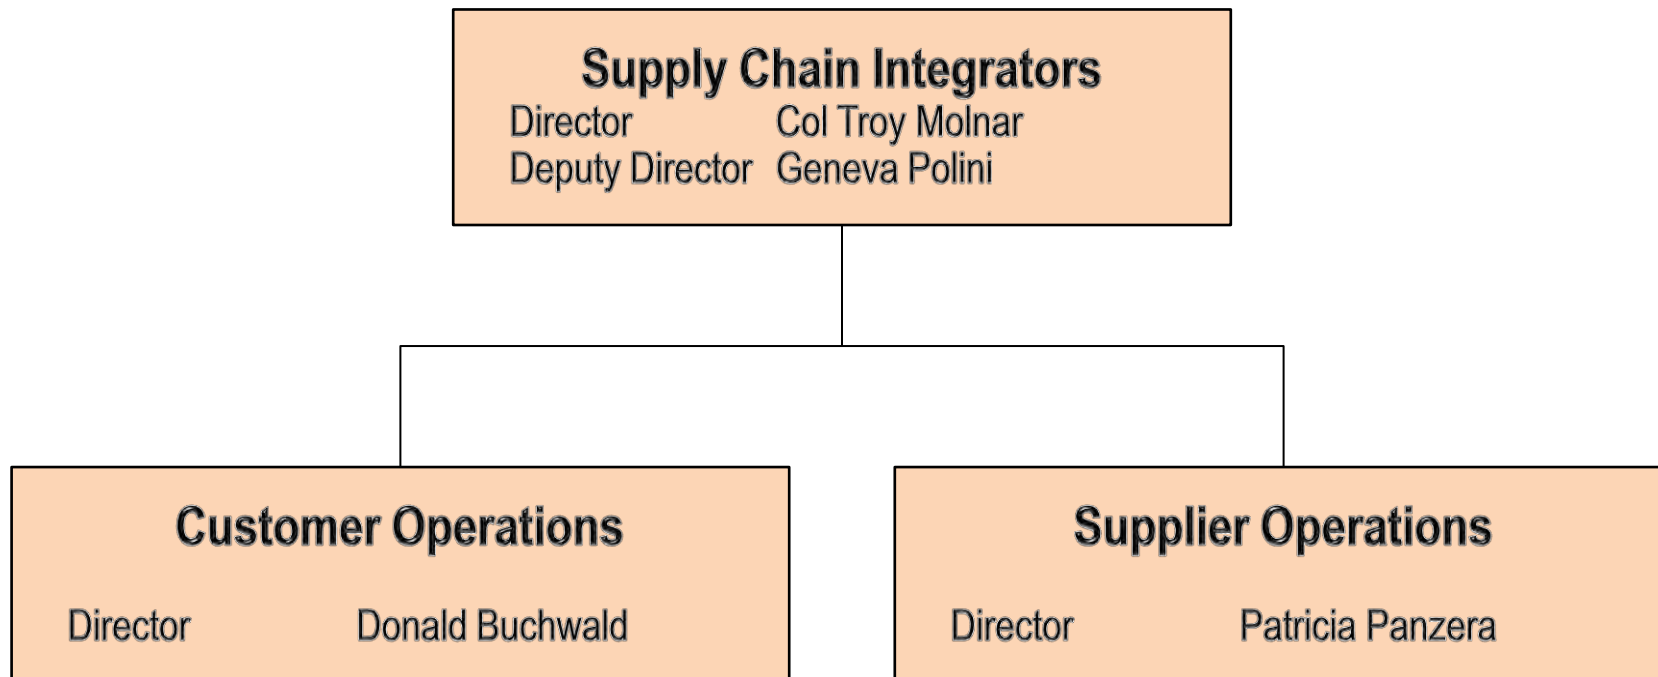 Supply Chain Integrators
Director Col Troy Molnar
Deputy Director Geneva Polini
Customer Operations
Director Donald Buchwald
Supplier Operations
Director Patricia Panzera